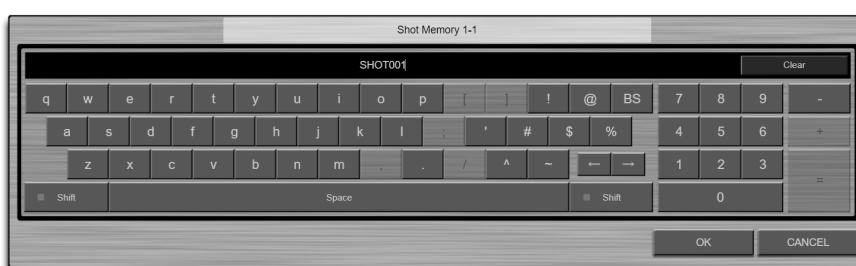 Shot Memory 1-1
SHOT001 Clear
q w e r t y u i o p [ ] ! @ BS 7 8 9 -
a s d f g h j k l ; ' # $ % 4 5 6 +
z x c v b n m , . / ^ ~ ← → 1 2 3 =
Shift Space Shift 0
OK CANCEL